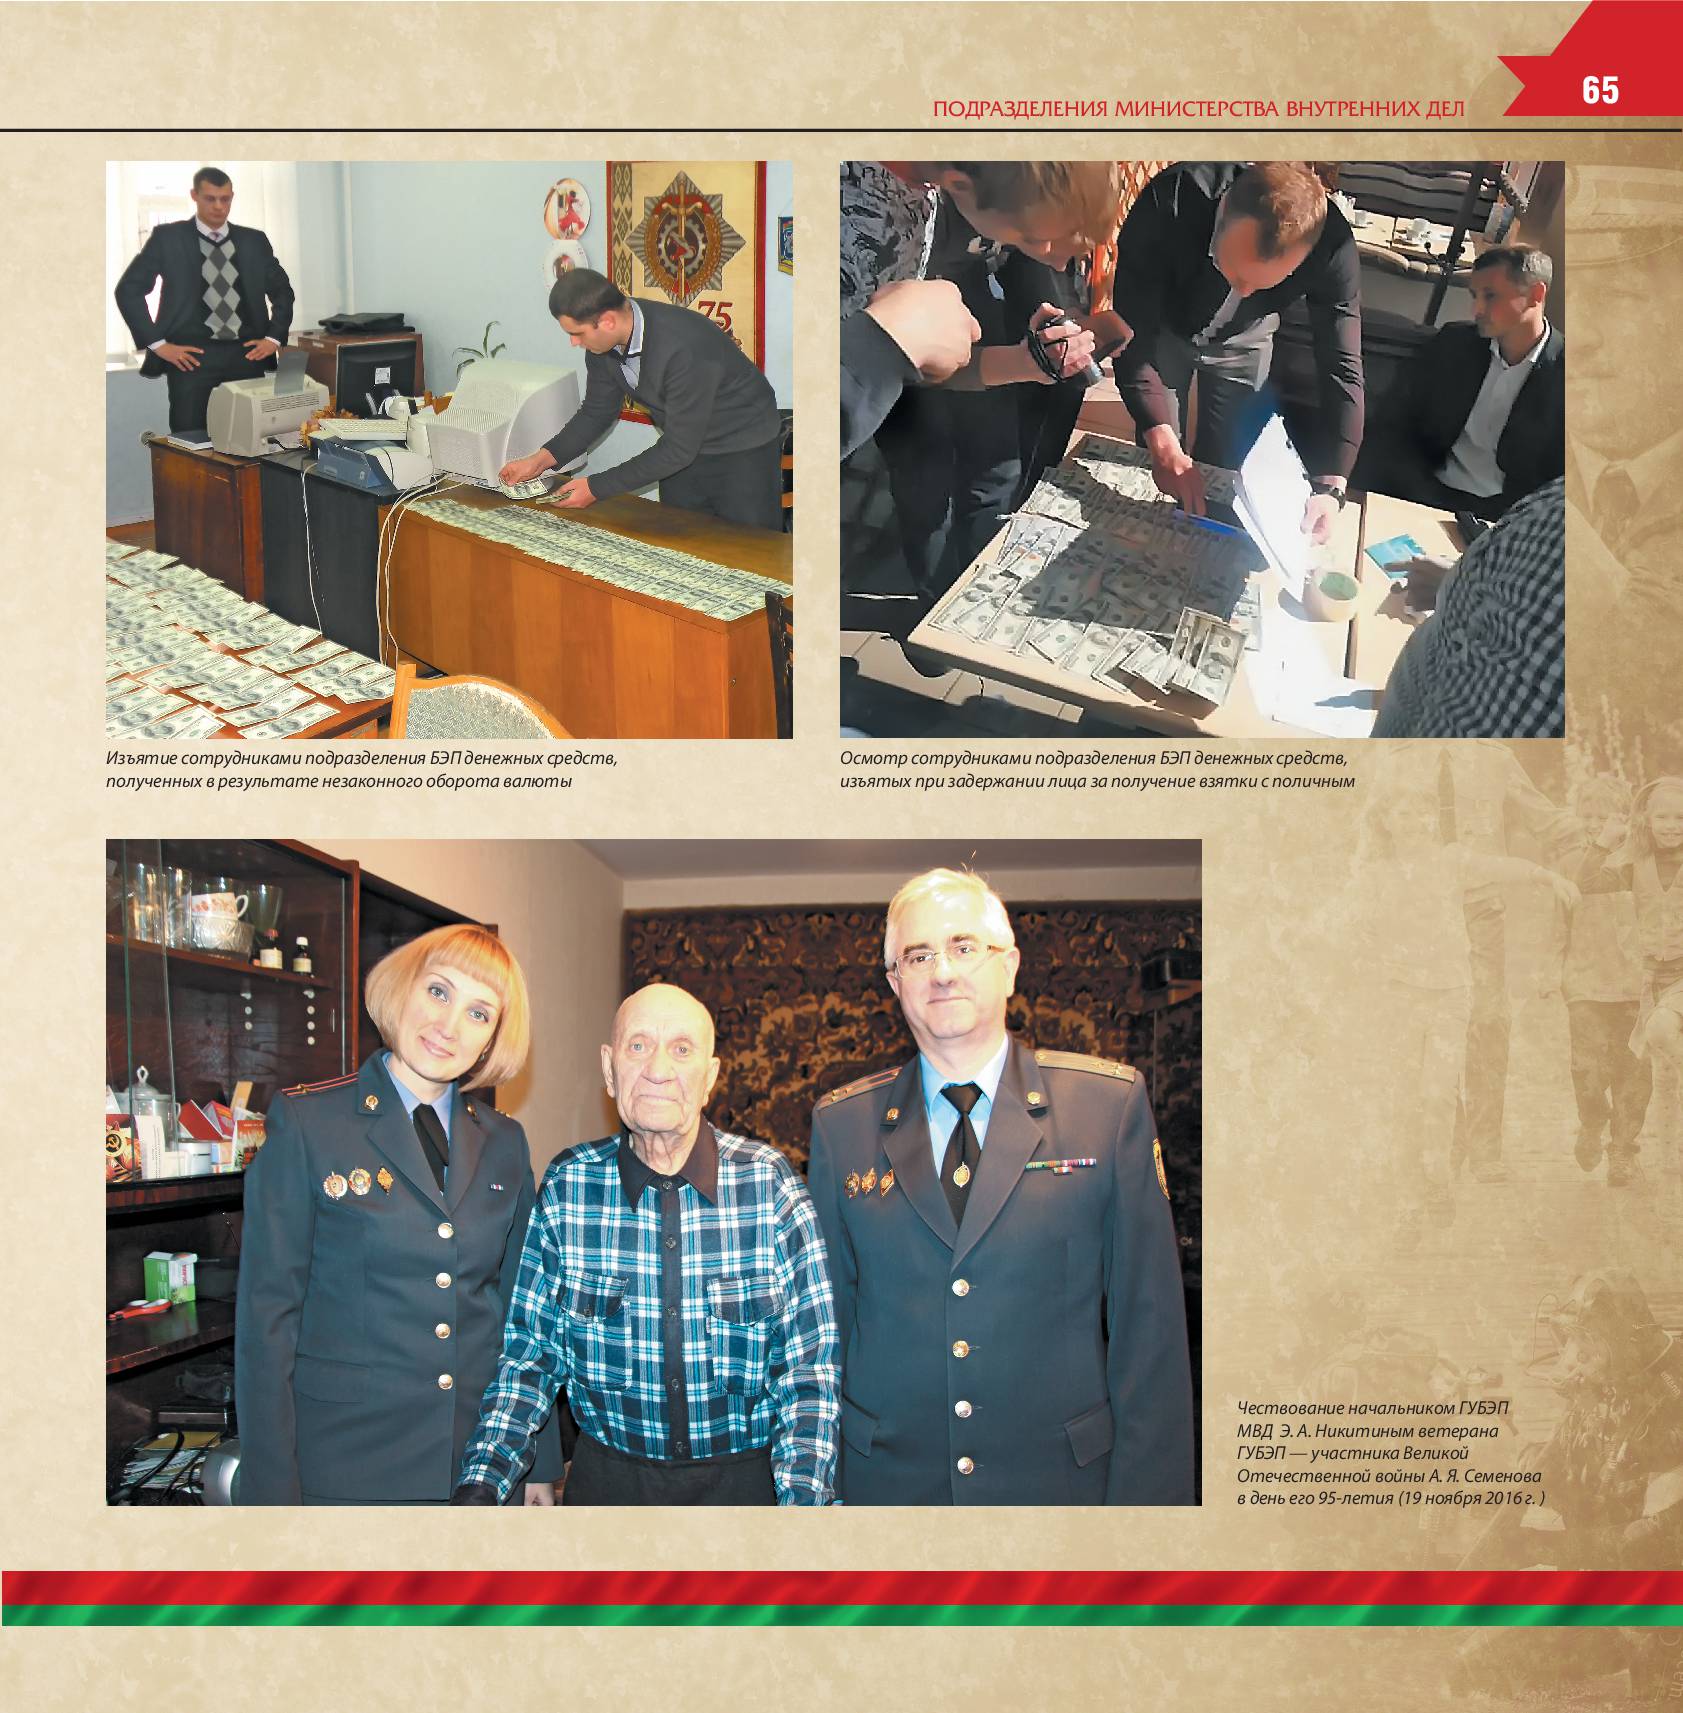 65
ПОДРАЗДЕЛЕНИЯ МИНИСТЕРСТВА ВНУТРЕННИХ ДЕЛ
75
Изъятие сотрудниками подразделения БЭП денежных средств,
полученных в результате незаконного оборота валюты
Осмотр сотрудниками подразделения БЭП денежных средств,
изъятых при задержании лица за получение взятки с поличным
Чествование начальником ГУБЭП
МВД Э. А. Никитиным ветерана
ГУБЭП — участника Великой
Отечественной войны А. Я. Семенова
в день его 95-летия (19 ноября 2016 г. )